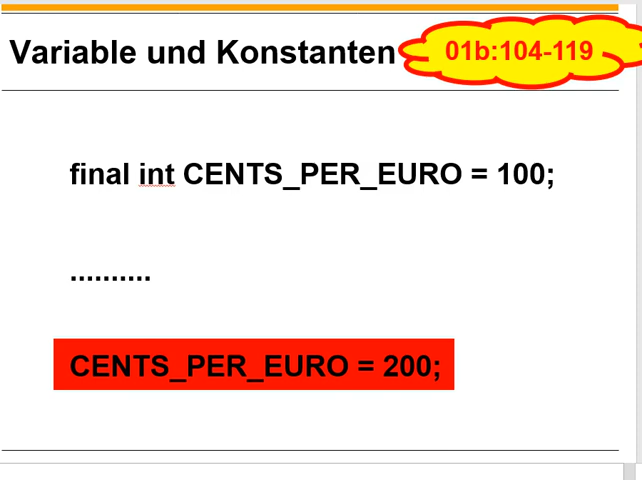 Variable und Konstanten
01b:104-119
final int CENTS_PER_EURO = 100;
..........
CENTS_PER_EURO = 200;